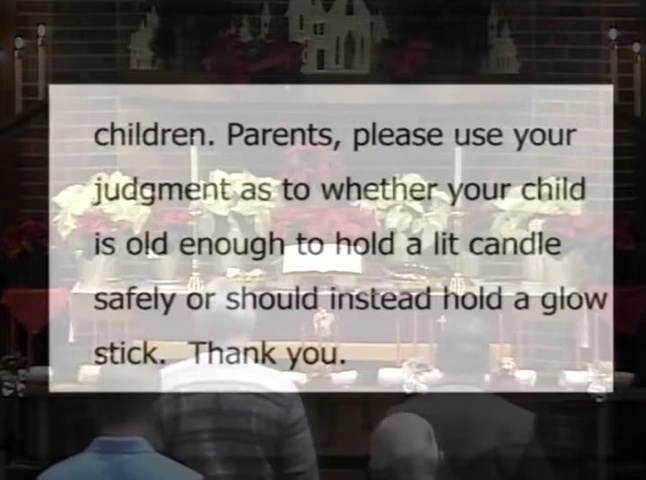 children. Parents, please use your
judgment as to whether your child
is old enough to hold a lit candle
safely or should instead hold a glow
stick.  Thank you.